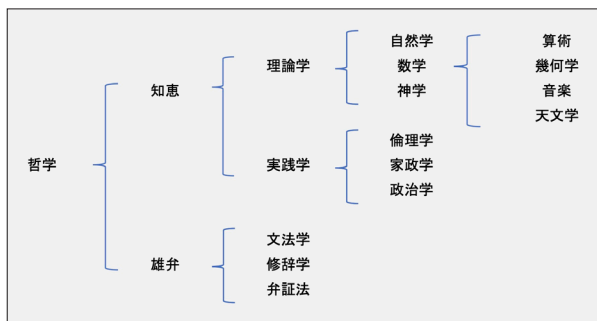 哲学
知恵
雄弁
理論学
実践学
文法学
修辞学
弁証法
自然学
数学
神学
倫理学
家政学
政治学
算術
幾何学
音楽
天文学